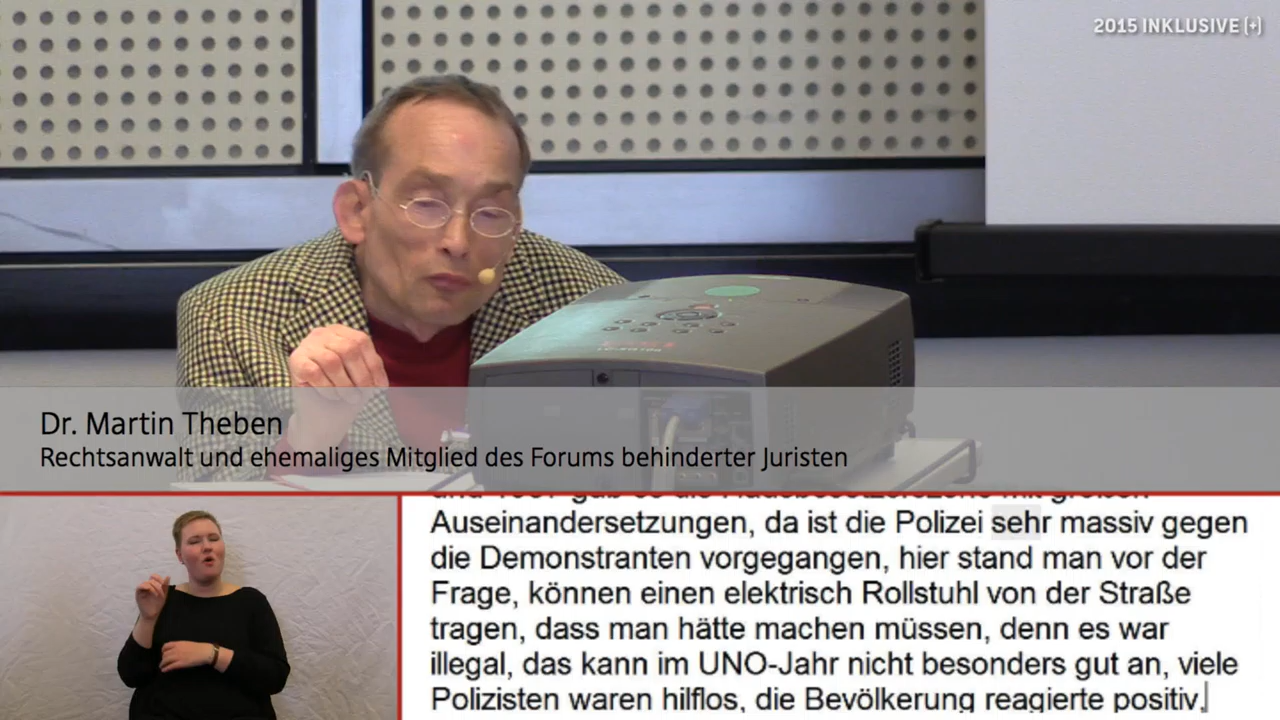 2015 INKLUSIVE (+)
Dr. Martin Theben
Rechtsanwalt und ehemaliges Mitglied des Forums behinderter Juristen
Auseinandersetzungen, da ist die Polizei sehr massiv gegen
die Demonstranten vorgegangen, hier stand man vor der
Frage, können einen elektrisch Rollstuhl von der Straße
tragen, dass man hätte machen müssen, denn es war
illegal, das kann im UNO-Jahr nicht besonders gut an, viele
Polizisten waren hilflos, die Bevölkerung reagierte positiv,